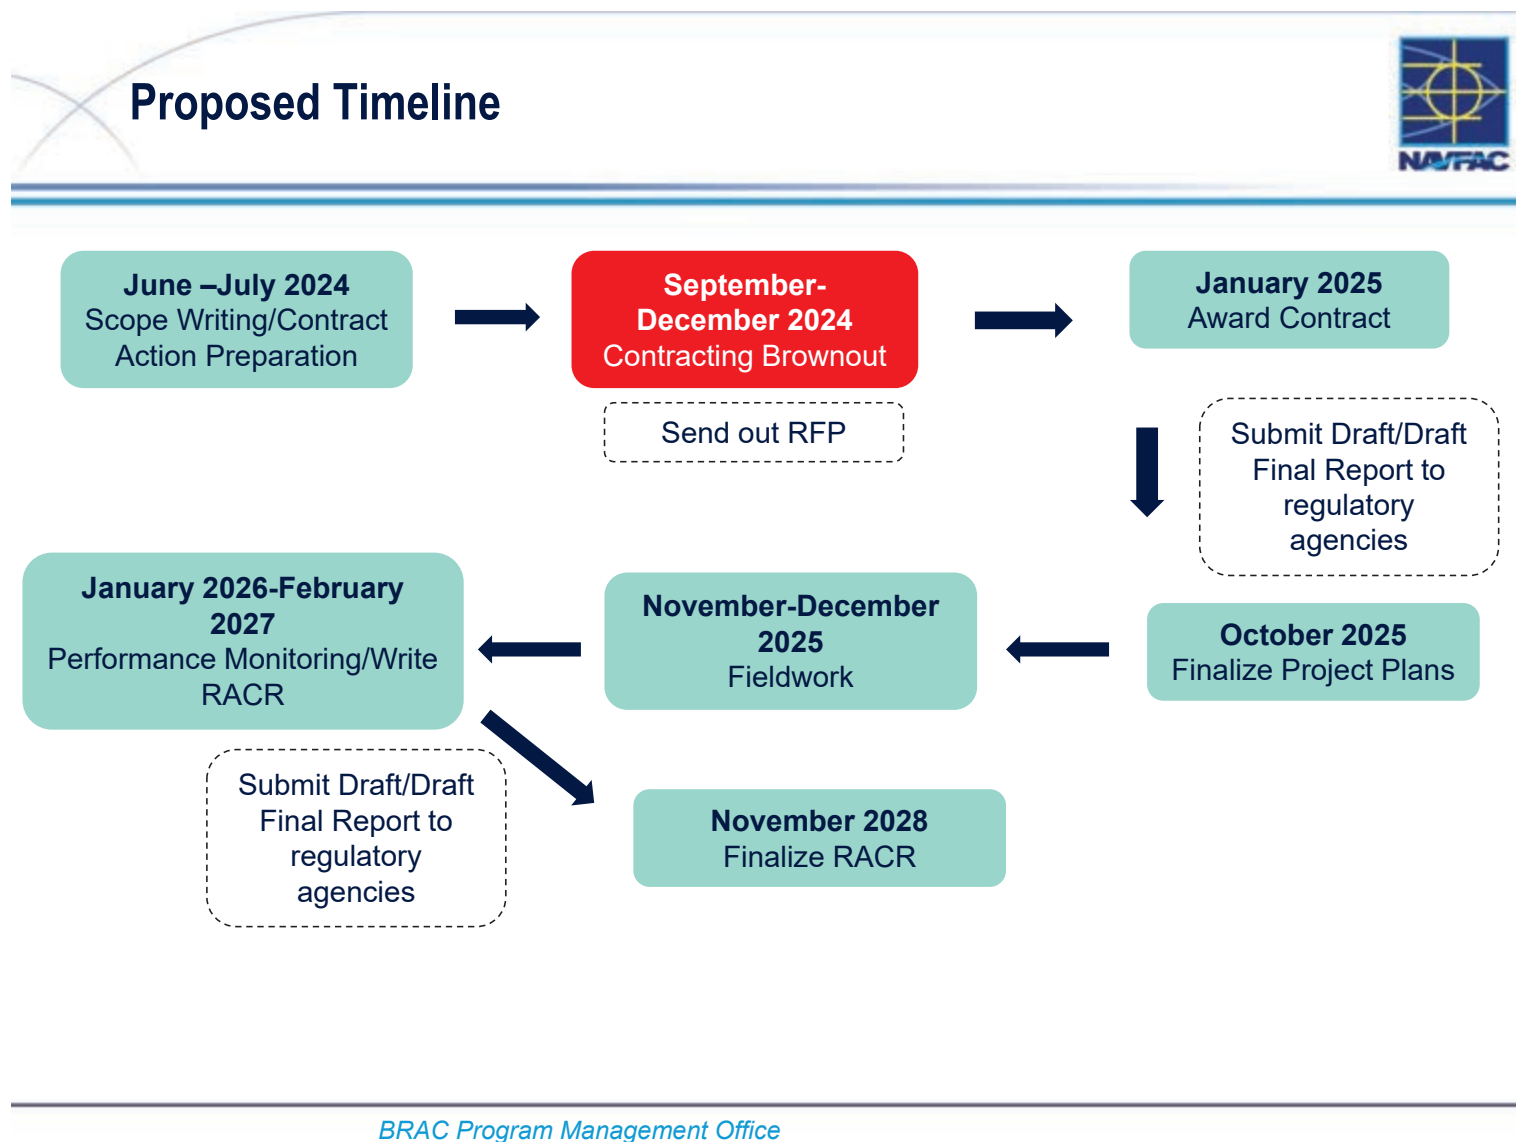 Proposed Timeline
NAVFAC
June –July 2024
Scope Writing/Contract
Action Preparation
September-
December 2024
Contracting Brownout
Send out RFP
January 2025
Award Contract
Submit Draft/Draft
Final Report to
regulatory
agencies
October 2025
Finalize Project Plans
November-December
2025
Fieldwork
January 2026-February
2027
Performance Monitoring/Write
RACR
Submit Draft/Draft
Final Report to
regulatory
agencies
November 2028
Finalize RACR
BRAC Program Management Office